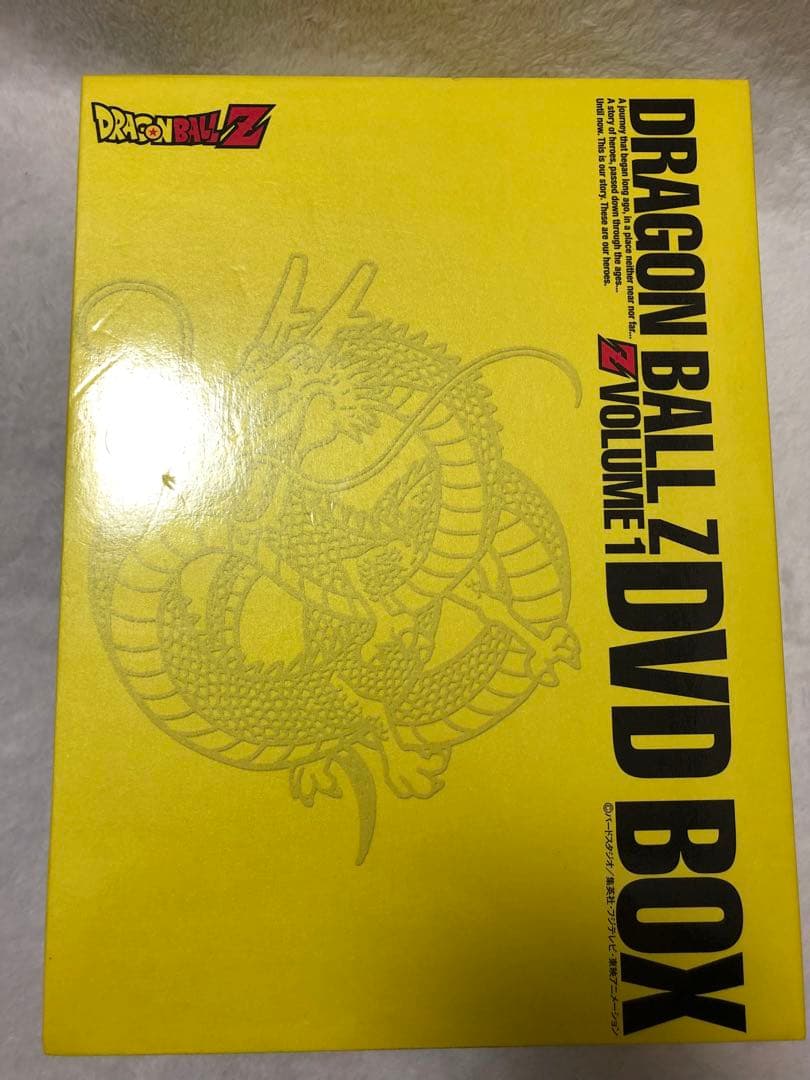 DRAGON BALL Z
DRAGON BALL Z DVD BOX
A journey that began long ago, in a place neither near nor far...
A story of heroes, passed down through the ages...
Until now. This is our story. These are our heroes.
Z VOLUME 1
©バードスタジオ/集英社・フジテレビ・東映アニメーション